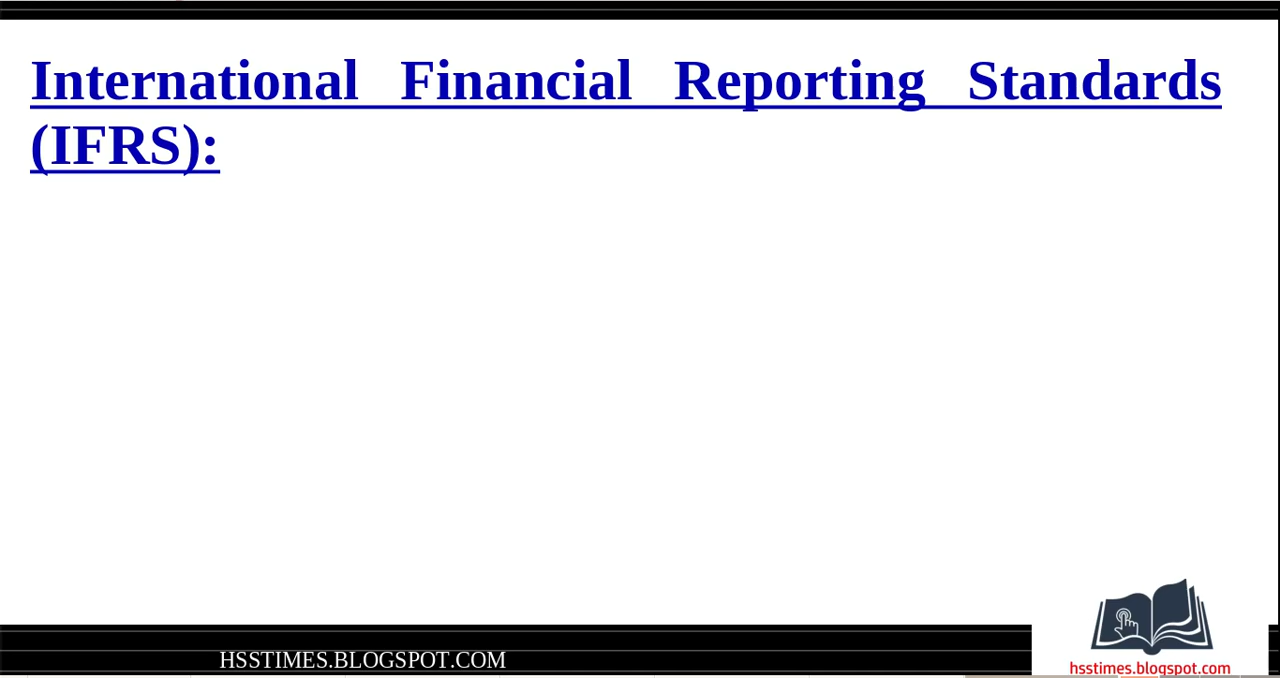 International Financial Reporting Standards
(IFRS):
HSSTIMES.BLOGSPOT.COM
hsstimes.blogspot.com